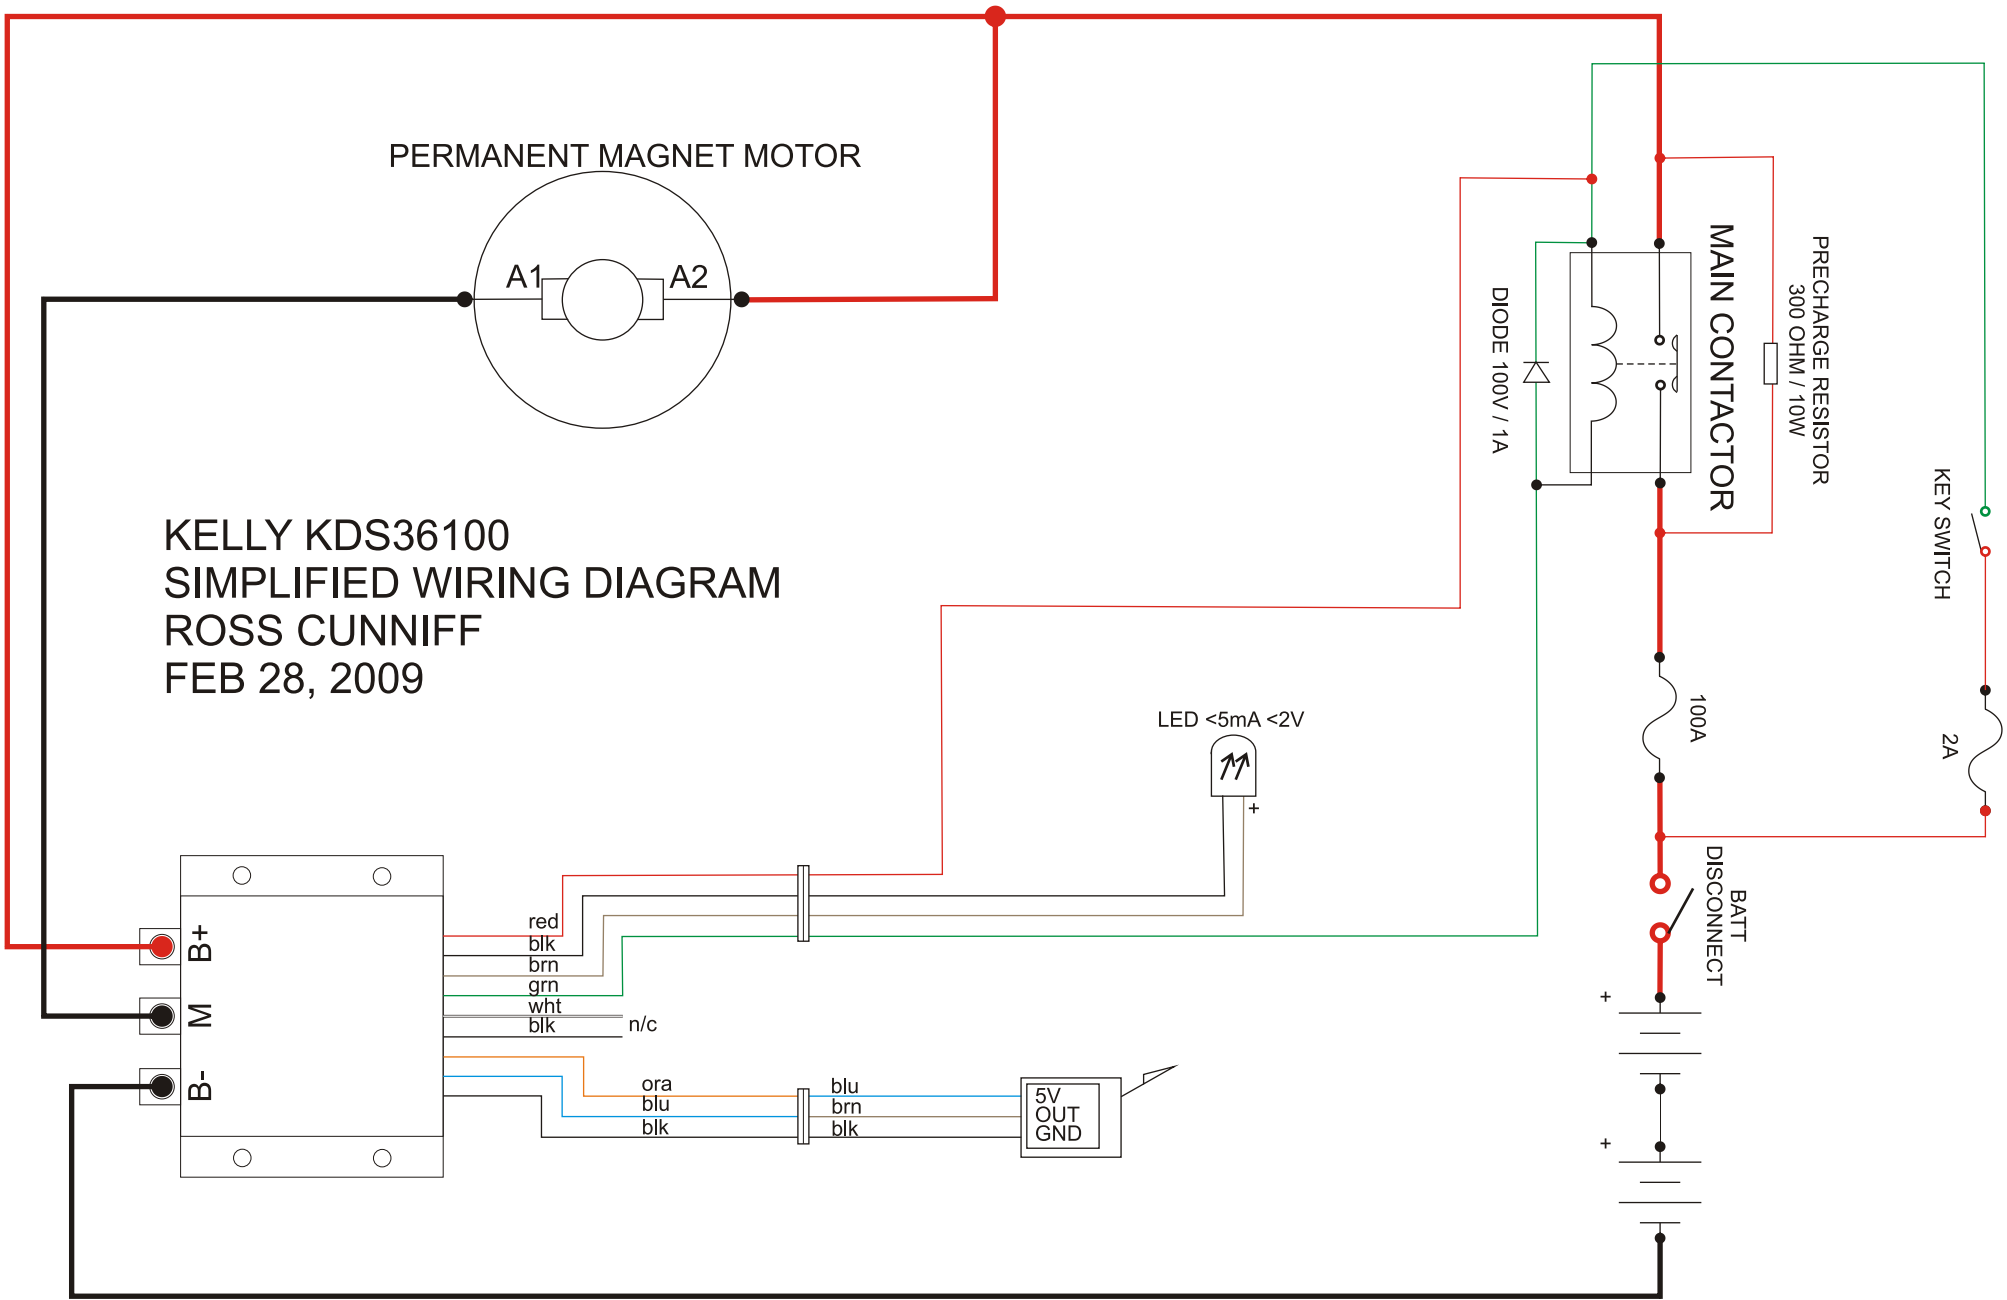 PERMANENT MAGNET MOTOR
A1
A2
MAIN CONTACTOR
PRECHARGE RESISTOR
300 OHM / 10W
DIODE 100V / 1A
KEY SWITCH
KELLY KDS36100
SIMPLIFIED WIRING DIAGRAM
ROSS CUNNIFF
FEB 28, 2009
100A
2A
LED <5mA <2V
+
BATT
DISCONNECT
B+
M
B-
red
blk
brn
grn
wht
blk
n/c
ora
blu
blk
blu
brn
blk
5V
OUT
GND
+
+